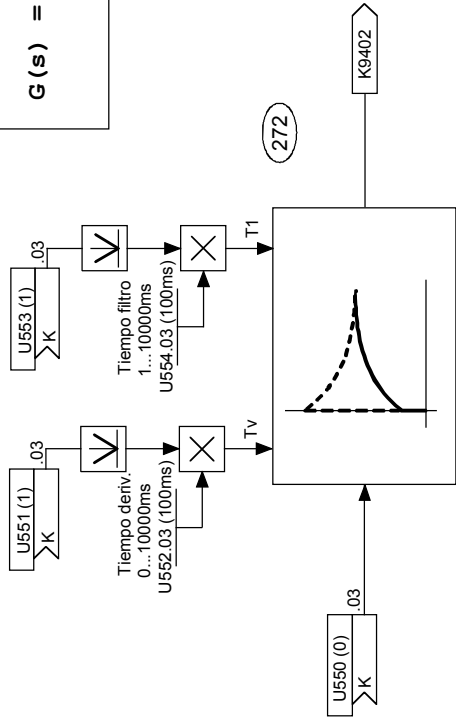 G(s) =
U553 (1)
.03
K
Tiempo filtro
1...10000ms
U554.03 (100ms)
T1
U551 (1)
.03
K
Tiempo deriv.
0...10000ms
U552.03 (100ms)
Tv
272
K9402
U550 (0)
.03
K